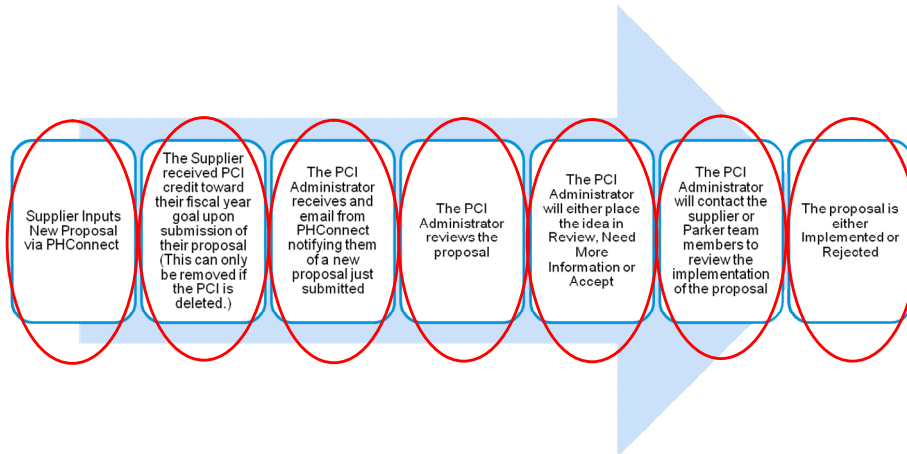 Supplier Inputs
New Proposal
via PHConnect
The Supplier
received PCI
credit toward
their fiscal year
goal upon
submission of
their proposal
(This can only
be removed if
the PCI is
deleted.)
The PCI
Administrator
receives and
email from
PHConnect
notifying them
of a new
proposal just
submitted
The PCI
Administrator
reviews the
proposal
The PCI
Administrator
will either place
the idea in
Review, Need
More
Information or
Accept
The PCI
Administrator
will contact the
supplier or
Parker team
members to
review the
implementation
of the proposal
The proposal is
either
Implemented or
Rejected